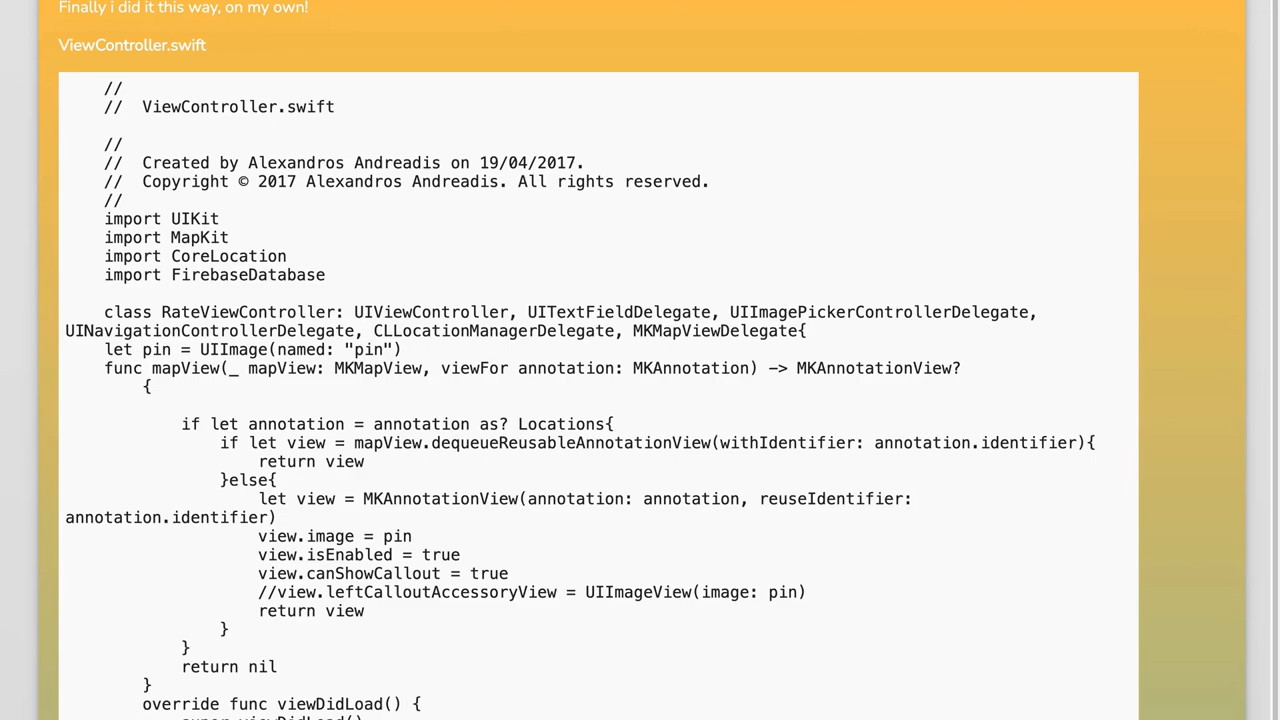 Finally i did it this way, on my own!
ViewController.swift
//
//  ViewController.swift
//
//  Created by Alexandros Andreadis on 19/04/2017.
//  Copyright © 2017 Alexandros Andreadis. All rights reserved.
//
import UIKit
import MapKit
import CoreLocation
import FirebaseDatabase
class RateViewController: UIViewController, UITextFieldDelegate, UIImagePickerControllerDelegate,
UINavigationControllerDelegate, CLLocationManagerDelegate, MKMapViewDelegate{
let pin = UIImage(named: "pin")
func mapView(_ mapView: MKMapView, viewFor annotation: MKAnnotation) -> MKAnnotationView?
{
if let annotation = annotation as? Locations{
if let view = mapView.dequeueReusableAnnotationView(withIdentifier: annotation.identifier){
return view
}else{
let view = MKAnnotationView(annotation: annotation, reuseIdentifier:
annotation.identifier)
view.image = pin
view.isEnabled = true
view.canShowCallout = true
//view.leftCalloutAccessoryView = UIImageView(image: pin)
return view
}
}
return nil
}
override func viewDidLoad() {
super.viewDidLoad()